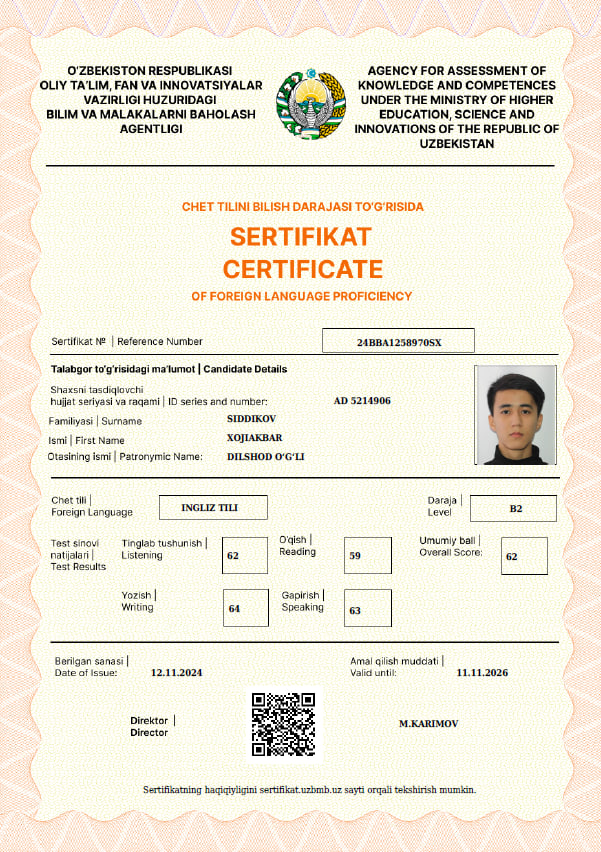 O'ZBEKISTON RESPUBLIKASI
OLIY TA'LIM, FAN VA INNOVATSIYALAR
VAZIRLIGI HUZURIDAGI
BILIM VA MALAKALARNI BAHOLASH
AGENTLIGI
AGENCY FOR ASSESSMENT OF
KNOWLEDGE AND COMPETENCES
UNDER THE MINISTRY OF HIGHER
EDUCATION, SCIENCE AND
INNOVATIONS OF THE REPUBLIC OF
UZBEKISTAN
CHET TILINI BILISH DARAJASI TO'G'RISIDA
SERTIFIKAT
CERTIFICATE
OF FOREIGN LANGUAGE PROFICIENCY
Sertifikat № | Reference Number 24BBA1258970SX
Talabgor to'g'risidagi ma'lumot | Candidate Details
Shaxsni tasdiqlovchi
hujjat seriyasi va raqami | ID series and number: AD 5214906
Familiyasi | Surname SIDDIKOV
Ismi | First Name XOJIAKBAR
Otasining ismi | Patronymic Name: DILSHOD O'G'LI
Chet tili |
Foreign Language INGLIZ TILI
Daraja |
Level B2
Test sinovi
natijalari |
Test Results
Tinglab tushunish |
Listening 62
O'qish |
Reading 59
Umumiy ball |
Overall Score: 62
Yozish |
Writing 64
Gapirish |
Speaking 63
Berilgan sanasi |
Date of Issue: 12.11.2024
Amal qilish muddati |
Valid until: 11.11.2026
Direktor |
Director
M.KARIMOV
Sertifikatning haqiqiyligini sertifikat.uzbmb.uz sayti orqali tekshirish mumkin.